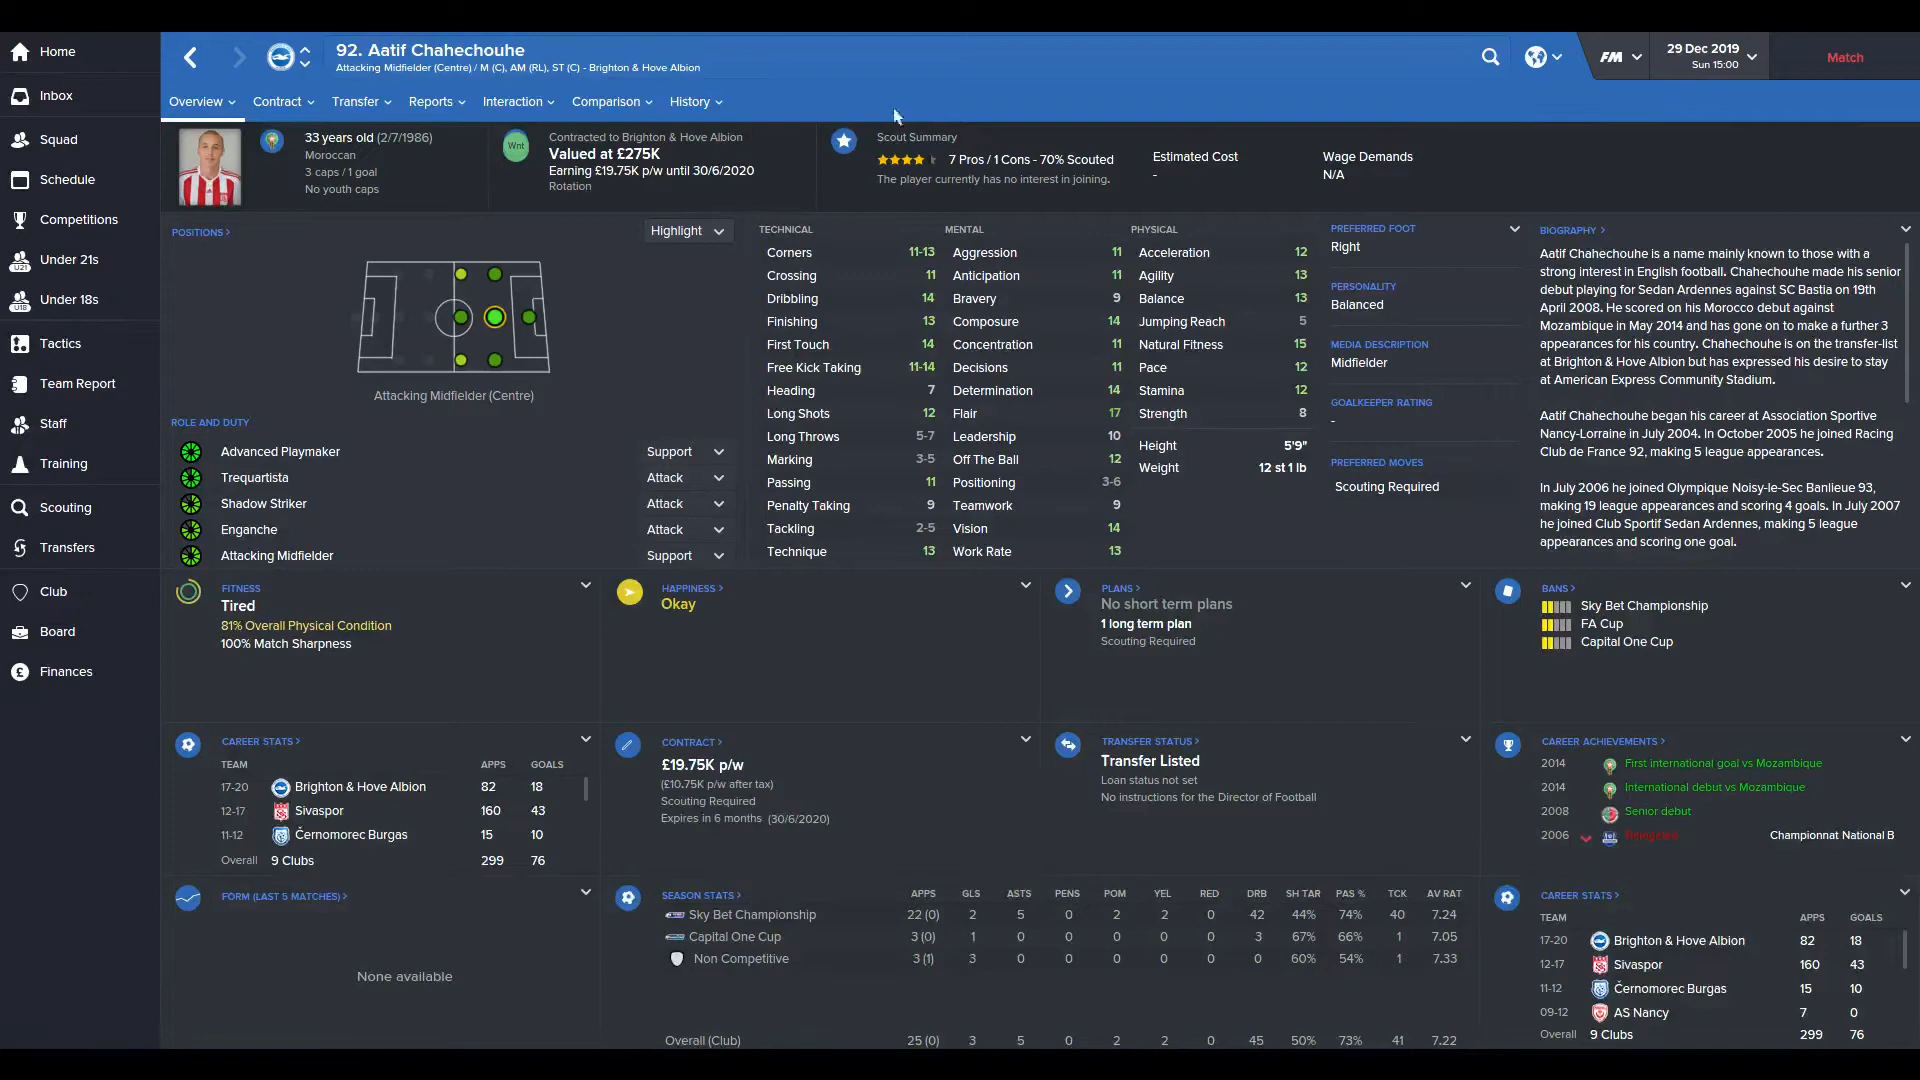 Home
Inbox
Squad
Schedule
Competitions
Under 21s
U21
Under 18s
U18
Tactics
Team Report
Staff
Training
Scouting
Transfers
Club
Board
Finances
92. Aatif Chahechouhe
Attacking Midfielder (Centre) / M (C), AM (RL), ST (C) - Brighton & Hove Albion
FM
29 Dec 2019
Sun 15:00
Match
Overview Contract Transfer Reports Interaction Comparison History
33 years old (2/7/1986)
Moroccan
3 caps / 1 goal
No youth caps
Wnt
Contracted to Brighton & Hove Albion
Valued at £275K
Earning £19.75K p/w until 30/6/2020
Rotation
Scout Summary
7 Pros / 1 Cons - 70% Scouted
The player currently has no interest in joining.
Estimated Cost
-
Wage Demands
N/A
POSITIONS >
Highlight
Attacking Midfielder (Centre)
ROLE AND DUTY
Advanced Playmaker Support
Trequartista Attack
Shadow Striker Attack
Enganche Attack
Attacking Midfielder Support
TECHNICAL
Corners 11-13
Crossing 11
Dribbling 14
Finishing 13
First Touch 14
Free Kick Taking 11-14
Heading 7
Long Shots 12
Long Throws 5-7
Marking 3-5
Passing 11
Penalty Taking 9
Tackling 2-5
Technique 13
MENTAL
Aggression 11
Anticipation 11
Bravery 9
Composure 14
Concentration 11
Decisions 11
Determination 14
Flair 17
Leadership 10
Off The Ball 12
Positioning 3-6
Teamwork 9
Vision 14
Work Rate 13
PHYSICAL
Acceleration 12
Agility 13
Balance 13
Jumping Reach 5
Natural Fitness 15
Pace 12
Stamina 12
Strength 8
Height 5'9"
Weight 12 st 1 lb
PREFERRED FOOT
Right
PERSONALITY
Balanced
MEDIA DESCRIPTION
Midfielder
GOALKEEPER RATING
-
PREFERRED MOVES
Scouting Required
BIOGRAPHY >
Aatif Chahechouhe is a name mainly known to those with a
strong interest in English football. Chahechouhe made his senior
debut playing for Sedan Ardennes against SC Bastia on 19th
April 2008. He scored on his Morocco debut against
Mozambique in May 2014 and has gone on to make a further 3
appearances for his country. Chahechouhe is on the transfer-list
at Brighton & Hove Albion but has expressed his desire to stay
at American Express Community Stadium.
Aatif Chahechouhe began his career at Association Sportive
Nancy-Lorraine in July 2004. In October 2005 he joined Racing
Club de France 92, making 5 league appearances.
In July 2006 he joined Olympique Noisy-le-Sec Banlieue 93,
making 19 league appearances and scoring 4 goals. In July 2007
he joined Club Sportif Sedan Ardennes, making 5 league
appearances and scoring one goal.
FITNESS
Tired
81% Overall Physical Condition
100% Match Sharpness
HAPPINESS >
Okay
PLANS >
No short term plans
1 long term plan
Scouting Required
BANS >
Sky Bet Championship
FA Cup
Capital One Cup
CAREER STATS >
TEAM APPS GOALS
17-20 Brighton & Hove Albion 82 18
12-17 Sivaspor 160 43
11-12 Černomorec Burgas 15 10
Overall 9 Clubs 299 76
CONTRACT >
£19.75K p/w
(£10.75K p/w after tax)
Scouting Required
Expires in 6 months (30/6/2020)
TRANSFER STATUS >
Transfer Listed
Loan status not set
No instructions for the Director of Football
CAREER ACHIEVEMENTS >
2014 First international goal vs Mozambique
2014 International debut vs Mozambique
2008 Senior debut
2006 Relegated Championnat National B
FORM (LAST 5 MATCHES) >
None available
SEASON STATS > APPS GLS ASTS PENS POM YEL RED DRB SH TAR PAS % TCK AV RAT
Sky Bet Championship 22 (0) 2 5 0 2 2 0 42 44% 74% 40 7.24
Capital One Cup 3 (0) 1 0 0 0 0 0 3 67% 66% 1 7.05
Non Competitive 3 (1) 3 0 0 0 0 0 0 60% 54% 1 7.33
Overall (Club) 25 (0) 3 5 0 2 2 0 45 50% 73% 41 7.22
CAREER STATS >
TEAM APPS GOALS
17-20 Brighton & Hove Albion 82 18
12-17 Sivaspor 160 43
11-12 Černomorec Burgas 15 10
09-12 AS Nancy 7 0
Overall 9 Clubs 299 76